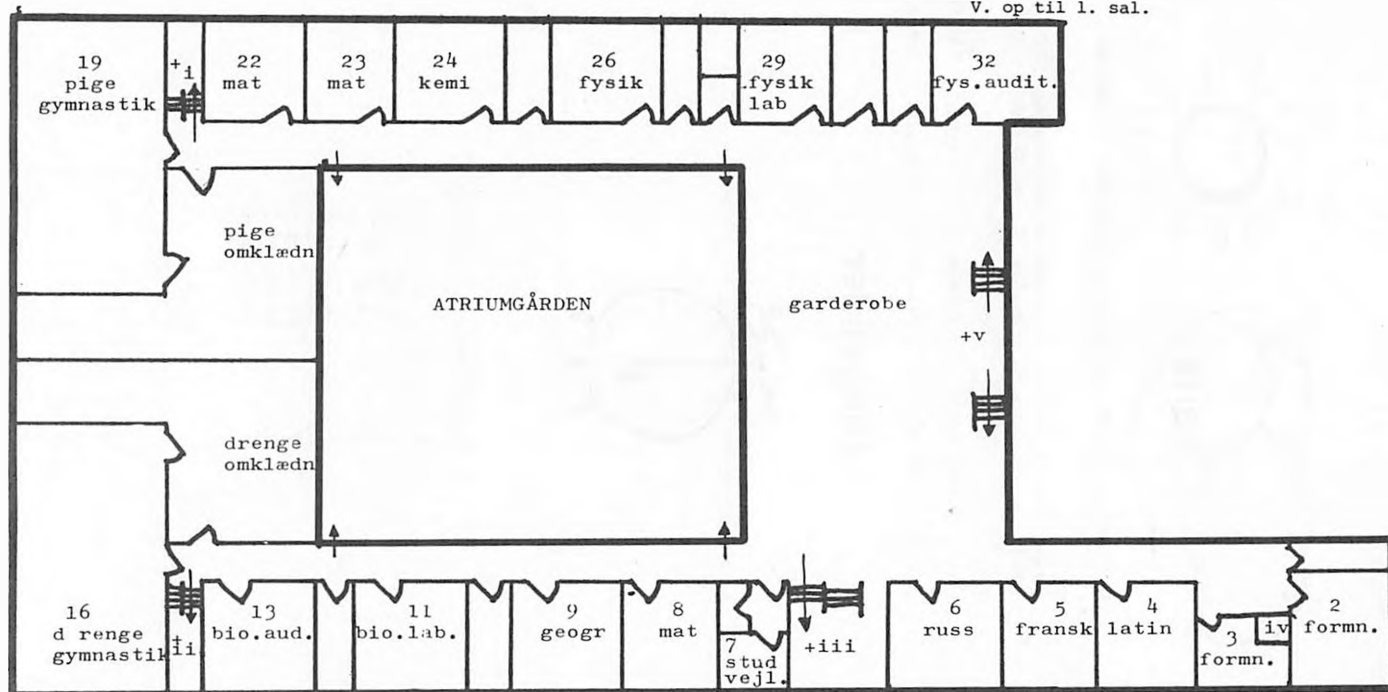 V. op til 1. sal.
19
pige
gymnastik
+i
22
mat
23
mat
24
kemi
26
fysik
29
.fysik
lab
32
fys.audit.
pige
omklædn
ATRIUMGÅRDEN
garderobe
+v
drenge
omklædn
16
d renge
gymnastik
+ii
13
bio.aud.
11
bio.lab.
9
geogr
8
mat
7
stud
vejl.
+iii
6
russ
5
fransk
4
latin
3
formn.
iv
2
formn.